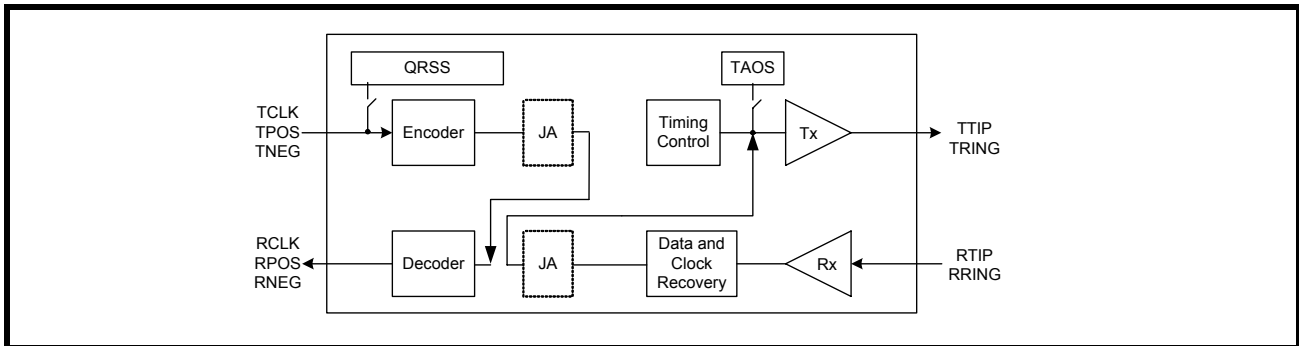 QRSS
TAOS
TCLK
TPOS
TNEG
Encoder
JA
Timing
Control
Tx
TTIP
TRING
RCLK
RPOS
RNEG
Decoder
JA
Data and
Clock
Recovery
Rx
RTIP
RRING